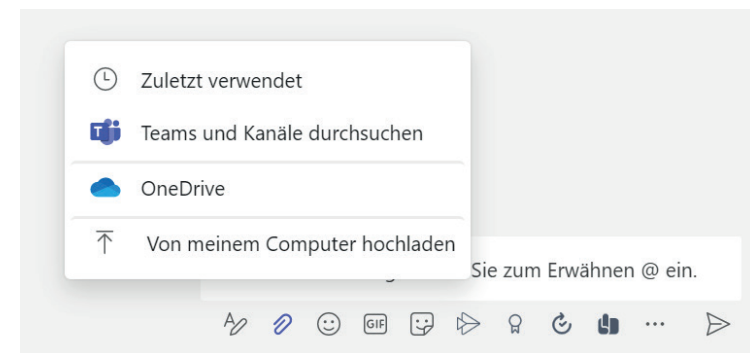 Zuletzt verwendet
Teams und Kanäle durchsuchen
OneDrive
Von meinem Computer hochladen
Sie zum Erwähnen @ ein.
GIF